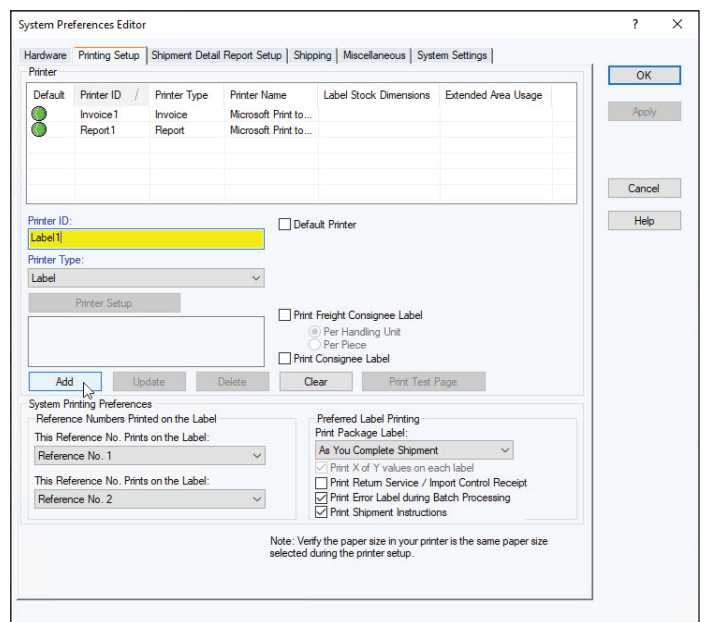 System Preferences Editor
? X
Hardware Printing Setup Shipment Detail Report Setup Shipping Miscellaneous System Settings
Printer
Default Printer ID / Printer Type Printer Name Label Stock Dimensions Extended Area Usage
Invoice1 Invoice Microsoft Print to...
Report1 Report Microsoft Print to...
OK
Apply
Cancel
Help
Printer ID:
Label1
Default Printer
Printer Type:
Label
Printer Setup
Print Freight Consignee Label
Per Handling Unit
Per Piece
Print Consignee Label
Add Update Delete Clear Print Test Page
System Printing Preferences
Reference Numbers Printed on the Label
This Reference No. Prints on the Label:
Reference No. 1
This Reference No. Prints on the Label:
Reference No. 2
Preferred Label Printing
Print Package Label:
As You Complete Shipment
Print X of Y values on each label
Print Return Service / Import Control Receipt
Print Error Label during Batch Processing
Print Shipment Instructions
Note: Verify the paper size in your printer is the same paper size
selected during the printer setup.